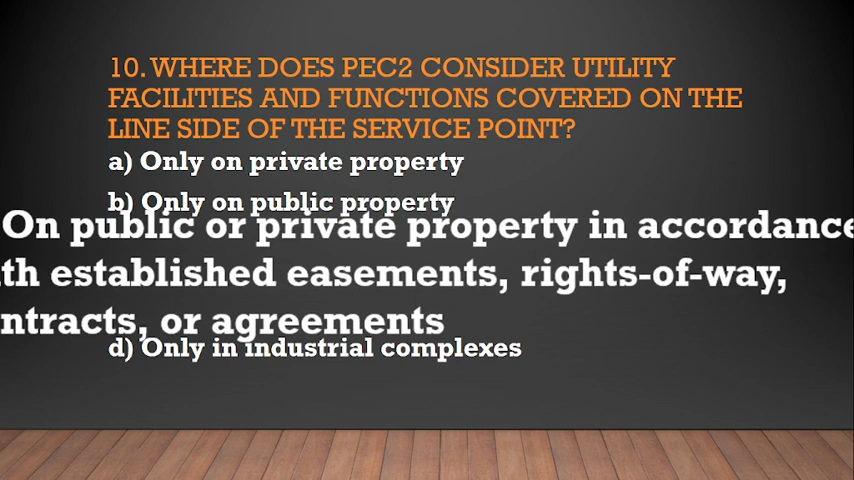 10. WHERE DOES PEC2 CONSIDER UTILITY
FACILITIES AND FUNCTIONS COVERED ON THE
LINE SIDE OF THE SERVICE POINT?
a) Only on private property
b) Only on public property
On public or private property in accordance
th established easements, rights-of-way,
ntracts, or agreements
d) Only in industrial complexes